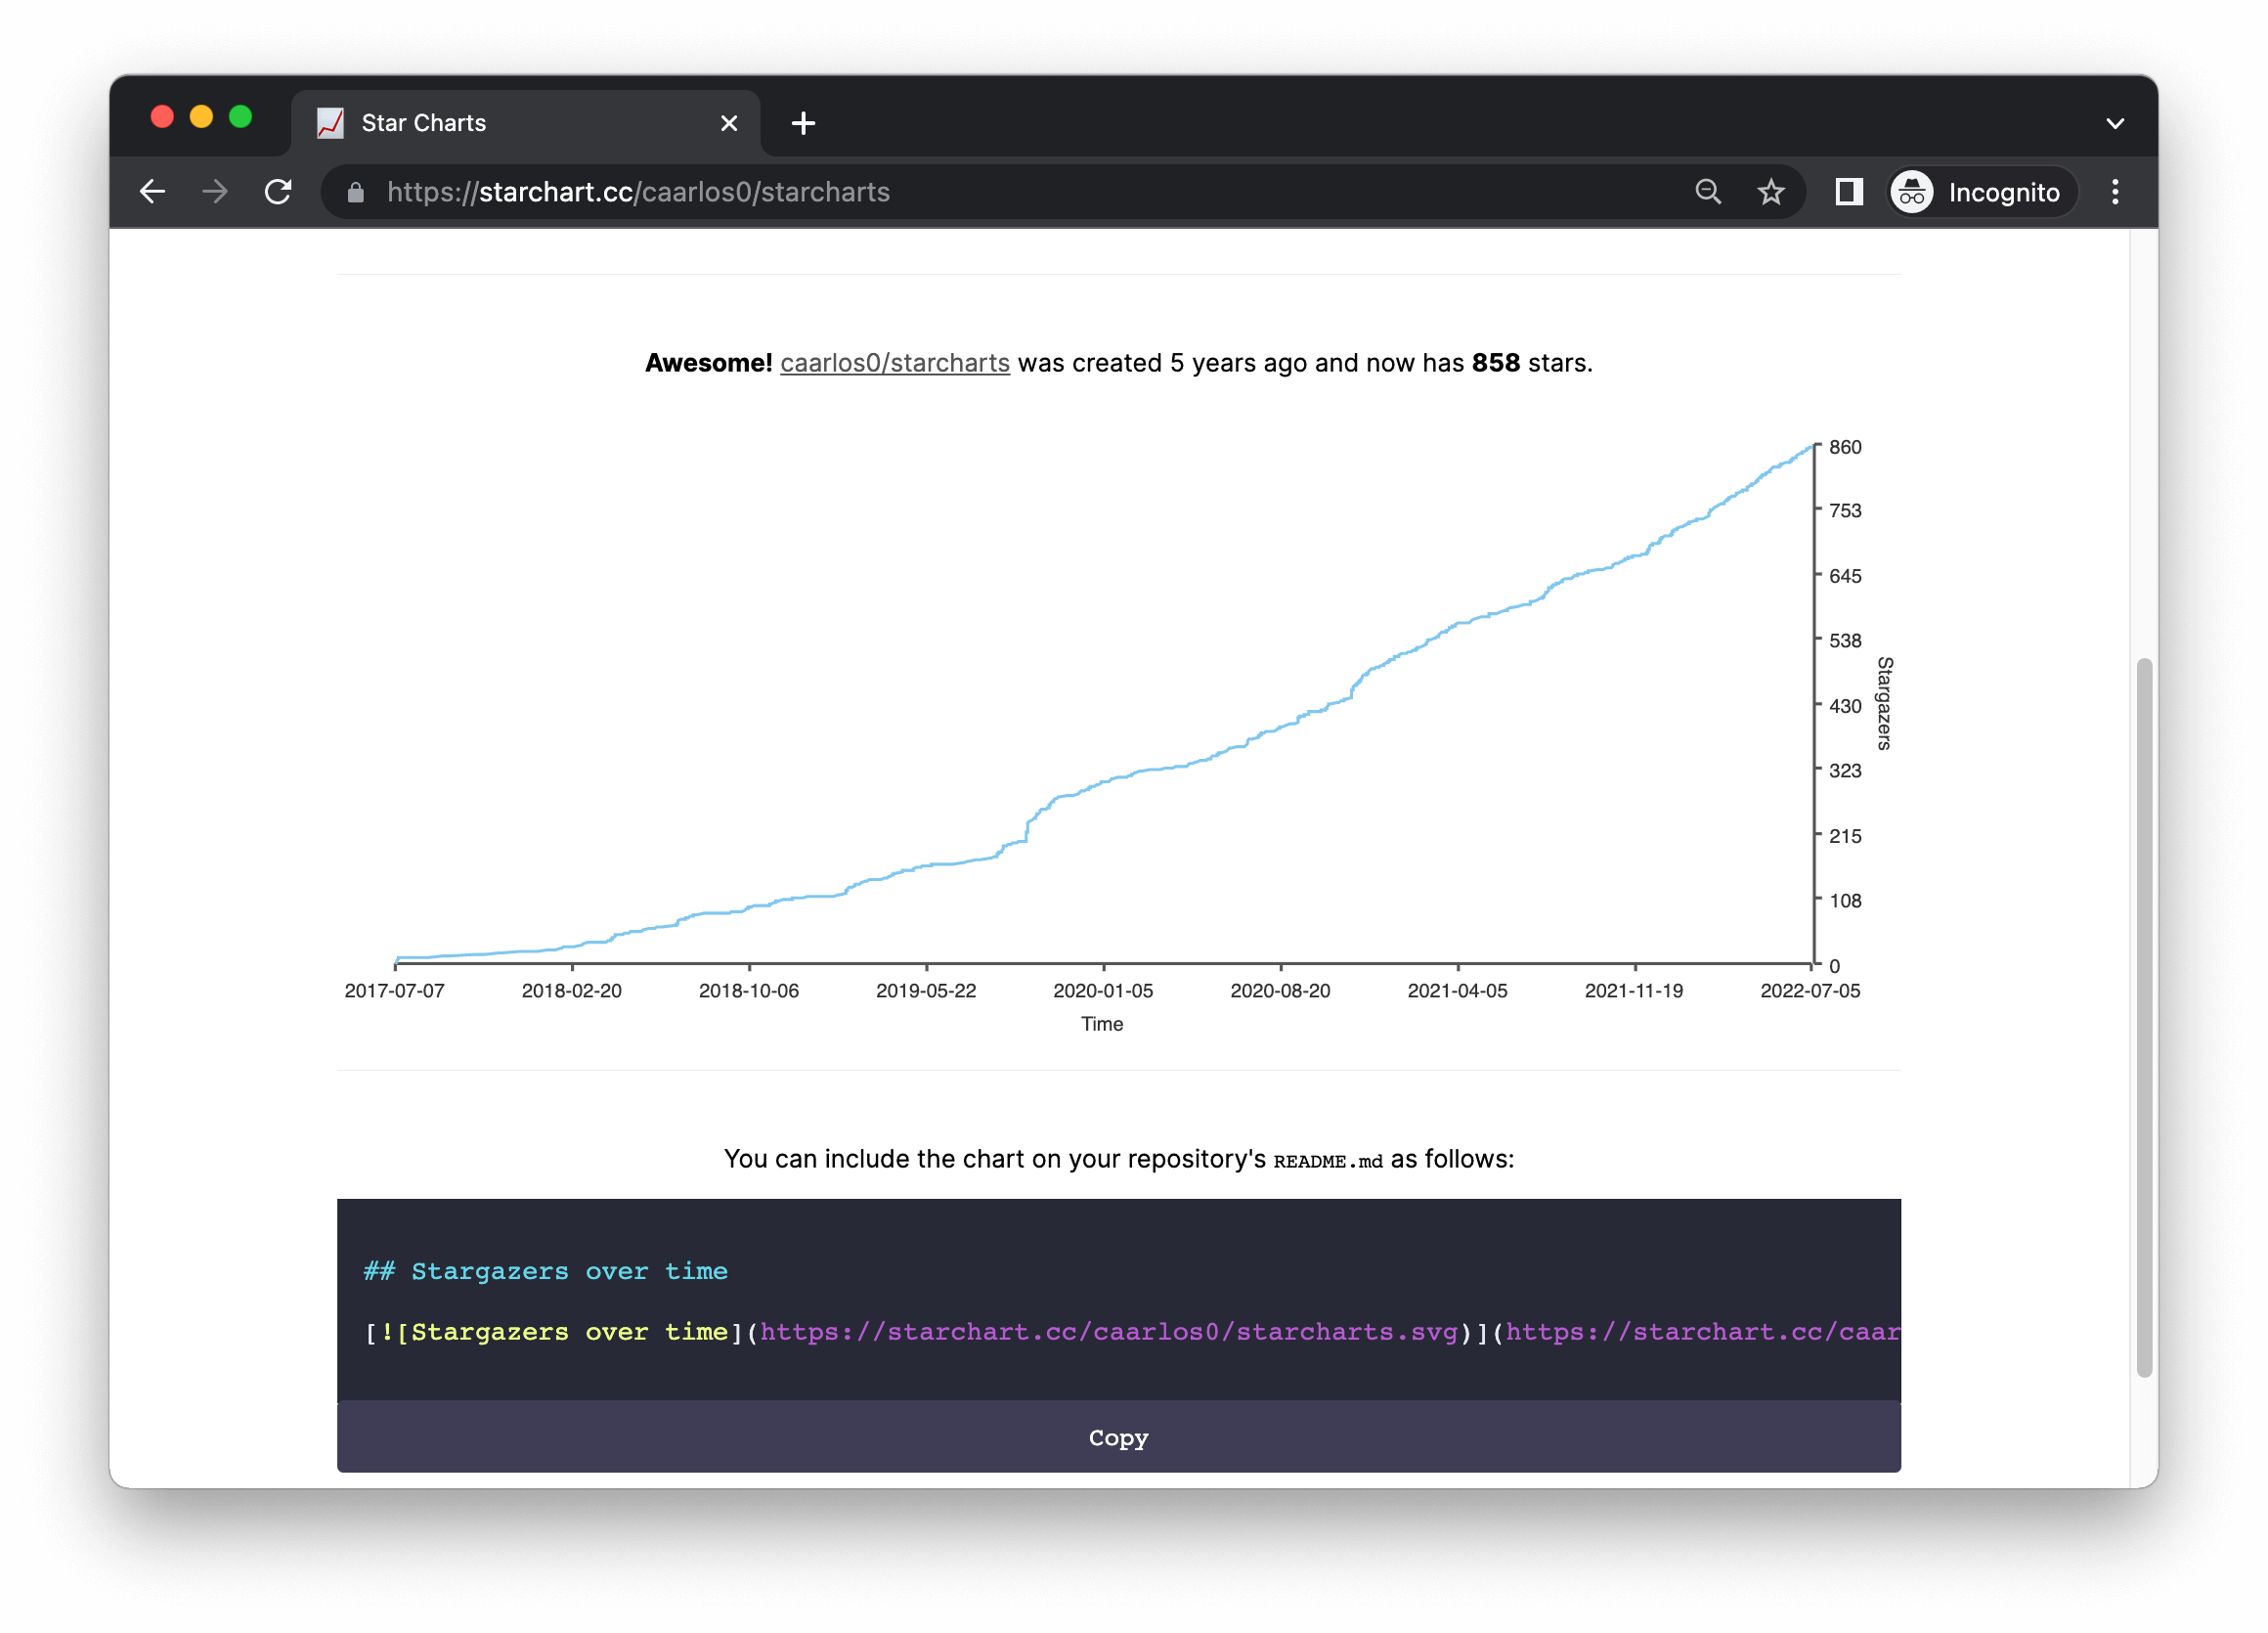 Star Charts
https://starchart.cc/caarlos0/starcharts
Incognito
Awesome! caarlos0/starcharts was created 5 years ago and now has 858 stars.
860
753
645
538
430
323
215
108
0
Stargazers
2017-07-07 2018-02-20 2018-10-06 2019-05-22 2020-01-05 2020-08-20 2021-04-05 2021-11-19 2022-07-05
Time
You can include the chart on your repository's README.md as follows:
## Stargazers over time
[![Stargazers over time](https://starchart.cc/caarlos0/starcharts.svg)](https://starchart.cc/caar
Copy